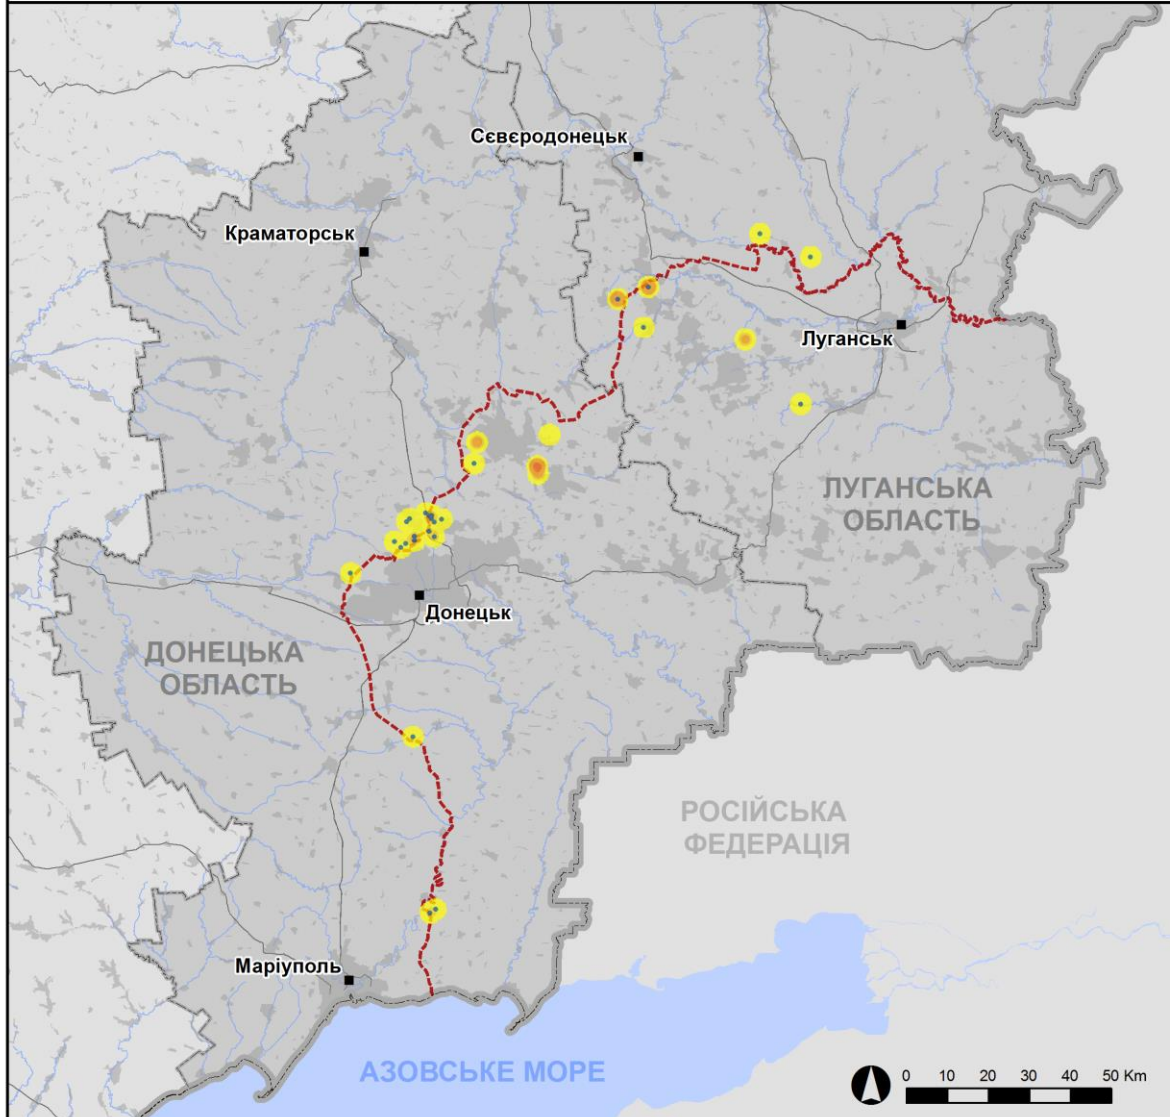 Сєвєродонецьк
Краматорськ
Луганськ
ЛУГАНСЬКА
ОБЛАСТЬ
Донецьк
ДОНЕЦЬКА
ОБЛАСТЬ
РОСІЙСЬКА
ФЕДЕРАЦІЯ
Маріуполь
АЗОВСЬКЕ МОРЕ
0 10 20 30 40 50 Km